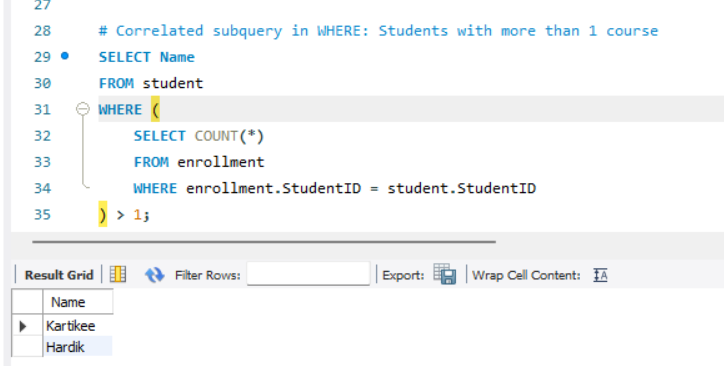 27
28 # Correlated subquery in WHERE: Students with more than 1 course
29 SELECT Name
30 FROM student
31 WHERE (
32 SELECT COUNT(*)
33 FROM enrollment
34 WHERE enrollment.StudentID = student.StudentID
35 ) > 1;
Result Grid Filter Rows: Export: Wrap Cell Content: IA
Name
Kartikee
Hardik